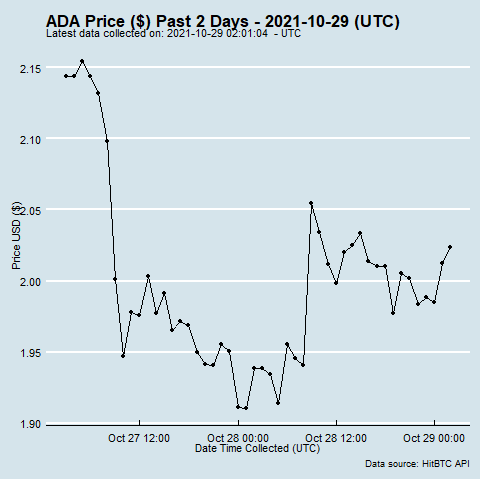 ADA Price ($) Past 2 Days - 2021-10-29 (UTC)
Latest data collected on: 2021-10-29 02:01:04 - UTC
2.15
2.10
2.05
2.00
1.95
1.90
Price USD ($)
Oct 27 12:00 Oct 28 00:00 Oct 28 12:00 Oct 29 00:00
Date Time Collected (UTC)
Data source: HitBTC API